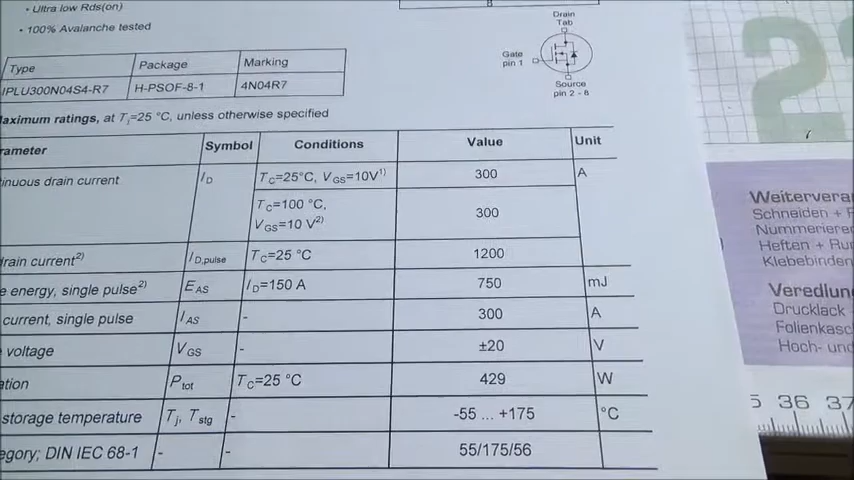 • Ultra low Rds(on)
• 100% Avalanche tested
8
Drain
Tab
Gate
pin 1
Source
pin 2 - 8
Type Package Marking
IPLU300N04S4-R7 H-PSOF-8-1 4N04R7
aximum ratings, at Tj=25 °C, unless otherwise specified
rameter Symbol Conditions Value Unit
tinuous drain current ID TC=25°C, VGS=10V1) 300 A
TC=100 °C,
VGS=10 V2) 300
drain current2) ID,pulse TC=25 °C 1200
e energy, single pulse2) EAS ID=150 A 750 mJ
current, single pulse IAS - 300 A
voltage VGS - ±20 V
ation Ptot TC=25 °C 429 W
storage temperature Tj, Tstg - -55 ... +175 °C
egory; DIN IEC 68-1 - - 55/175/56
2
Weiterverar
Schneiden +
Nummerieren
Heften +
Klebebinden
Veredlun
Drucklack -
Folienkasc
Hoch- und
5 36 37